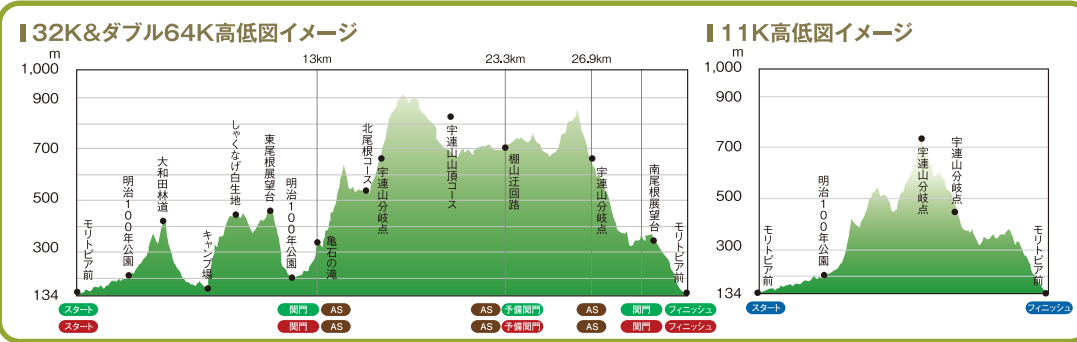 32K&ダブル64K高低図イメージ
m
1,000
900
700
500
300
134
13km
23.3km
26.9km
モリトピア前
明治100年公園
大和田林道
キャンプ場
しゃくなげ白生地
東尾根展望台
明治100年公園
亀石の滝
北尾根コース
宇連山分岐点
宇連山山頂コース
棚山迂回路
宇連山分岐点
南尾根展望台
モリトピア前
スタート 関門 AS AS 予備関門 AS 関門 フィニッシュ
スタート 関門 AS AS 予備関門 AS 関門 フィニッシュ
11K高低図イメージ
m
1,000
900
700
500
300
134
モリトピア前
明治100年公園
宇連山分岐点
宇連山分岐点
モリトピア前
スタート フィニッシュ